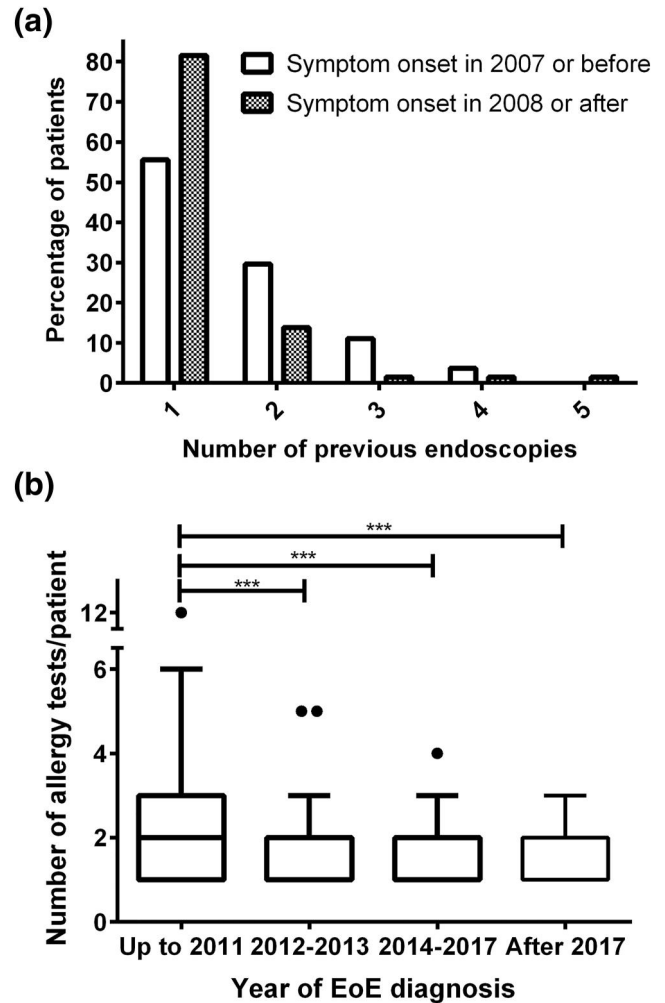 (a)
Percentage of patients
80
70
60
50
40
30
20
10
0
Symptom onset in 2007 or before
Symptom onset in 2008 or after
1 2 3 4 5
Number of previous endoscopies
(b)
Number of allergy tests/patient
***
***
***
12
6
4
2
0
Up to 2011 2012-2013 2014-2017 After 2017
Year of EoE diagnosis